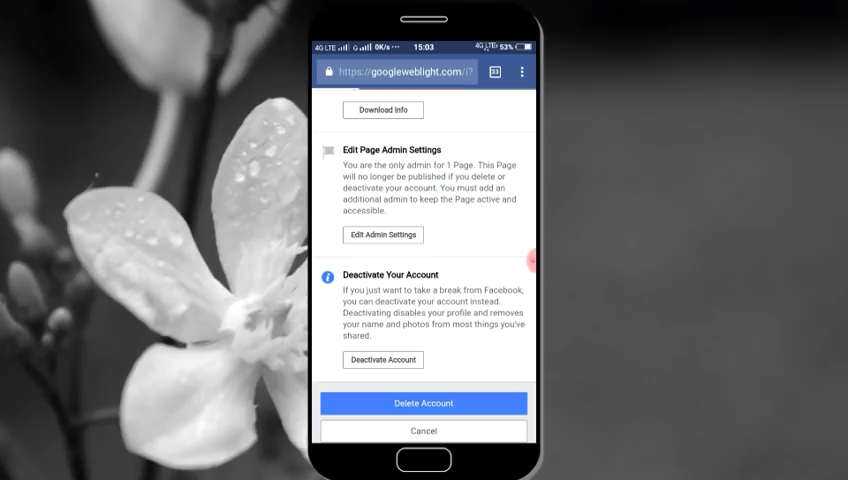 4G LTE G 0K/s ••• 15:03 4G LTE 53%
https://googleweblight.com/i? 33
Download Info
Edit Page Admin Settings
You are the only admin for 1 Page. This Page
will no longer be published if you delete or
deactivate your account. You must add an
additional admin to keep the Page active and
accessible.
Edit Admin Settings
Deactivate Your Account
If you just want to take a break from Facebook,
you can deactivate your account instead.
Deactivating disables your profile and removes
your name and photos from most things you've
shared.
Deactivate Account
Delete Account
Cancel